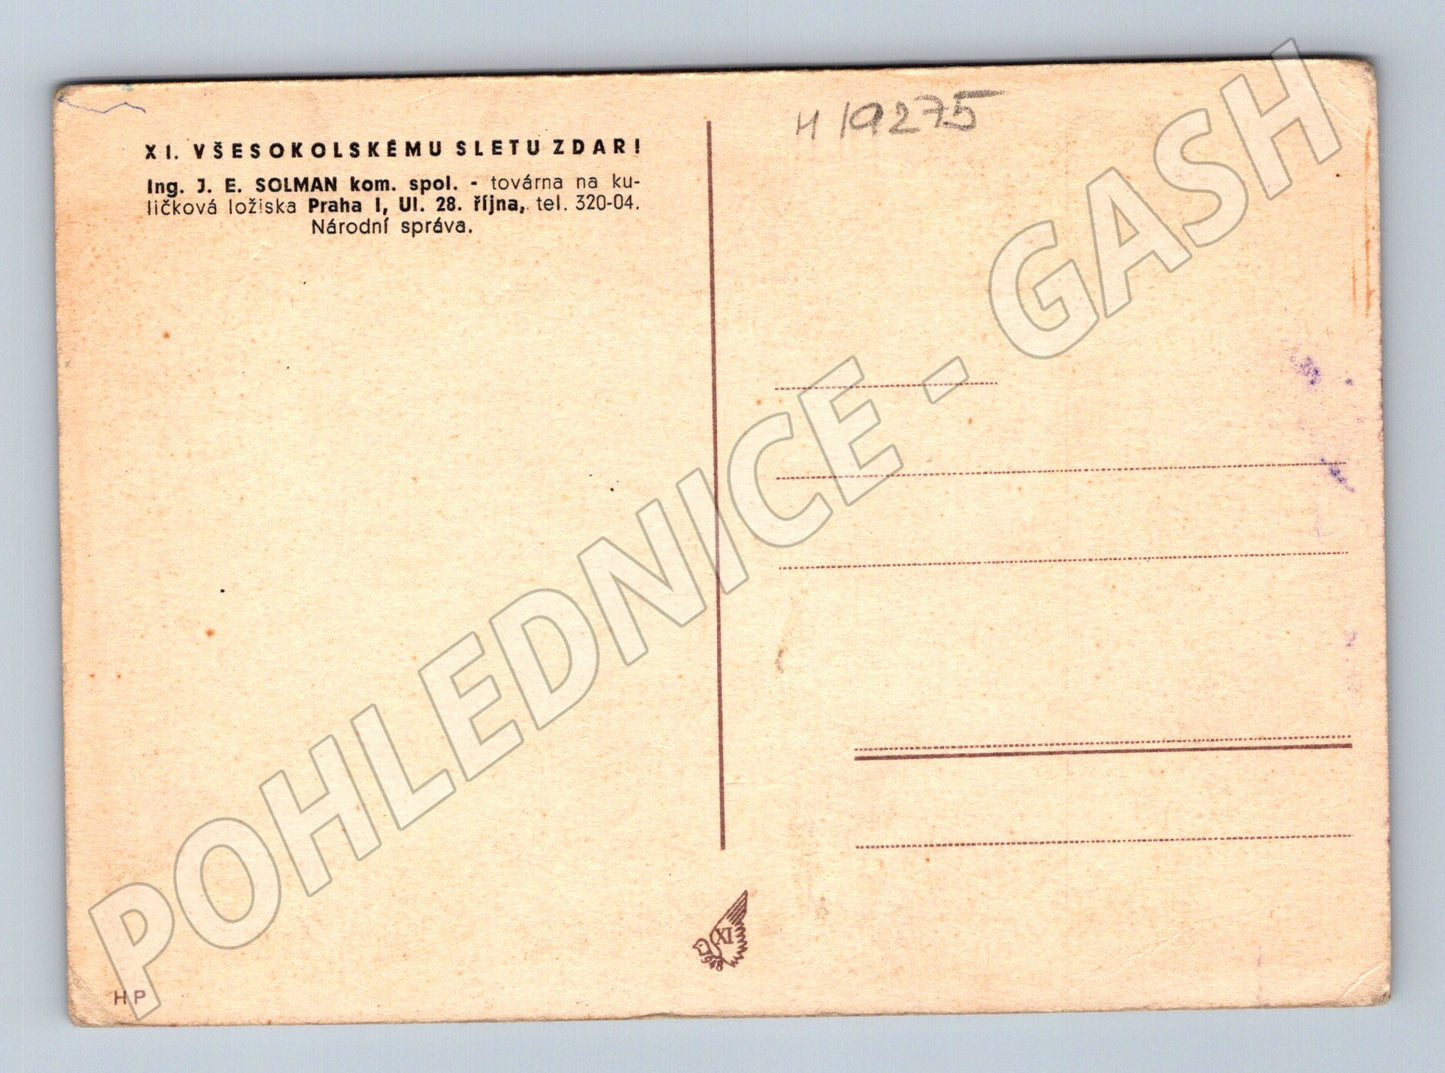 H 19275
XI. VŠESOKOLSKÉMU SLETU ZDAR!
Ing. J. E. SOLMAN kom. spol. - továrna na ku-
ličková ložiska Praha I, Ul. 28. října, tel. 320-04.
Národní správa.
POHLEDNICE - GASH
XI
1948
HP